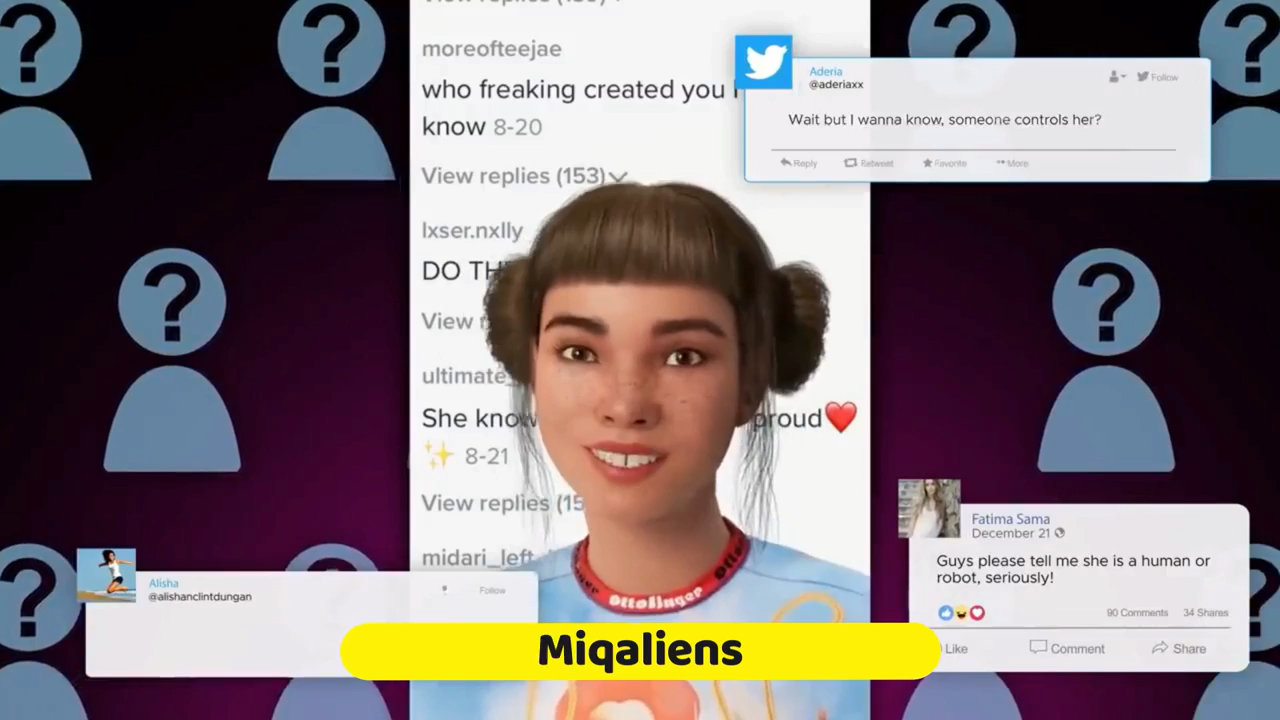 moreofteejae
who freaking created you
know 8-20
View replies (153)
lxser.nxlly
DO
View
ultimate_
She know proud❤️
✨ 8-21
View replies
midari_left
Aderia
@aderiaxx
Follow
Wait but I wanna know, someone controls her?
Reply Retweet Favorite More
Alisha
@alishanclintdungan
Follow
Fatima Sama
December 21
Guys please tell me she is a human or
robot, seriously!
90 Comments 34 Shares
Like Comment Share
OttoLinger
Miqaliens